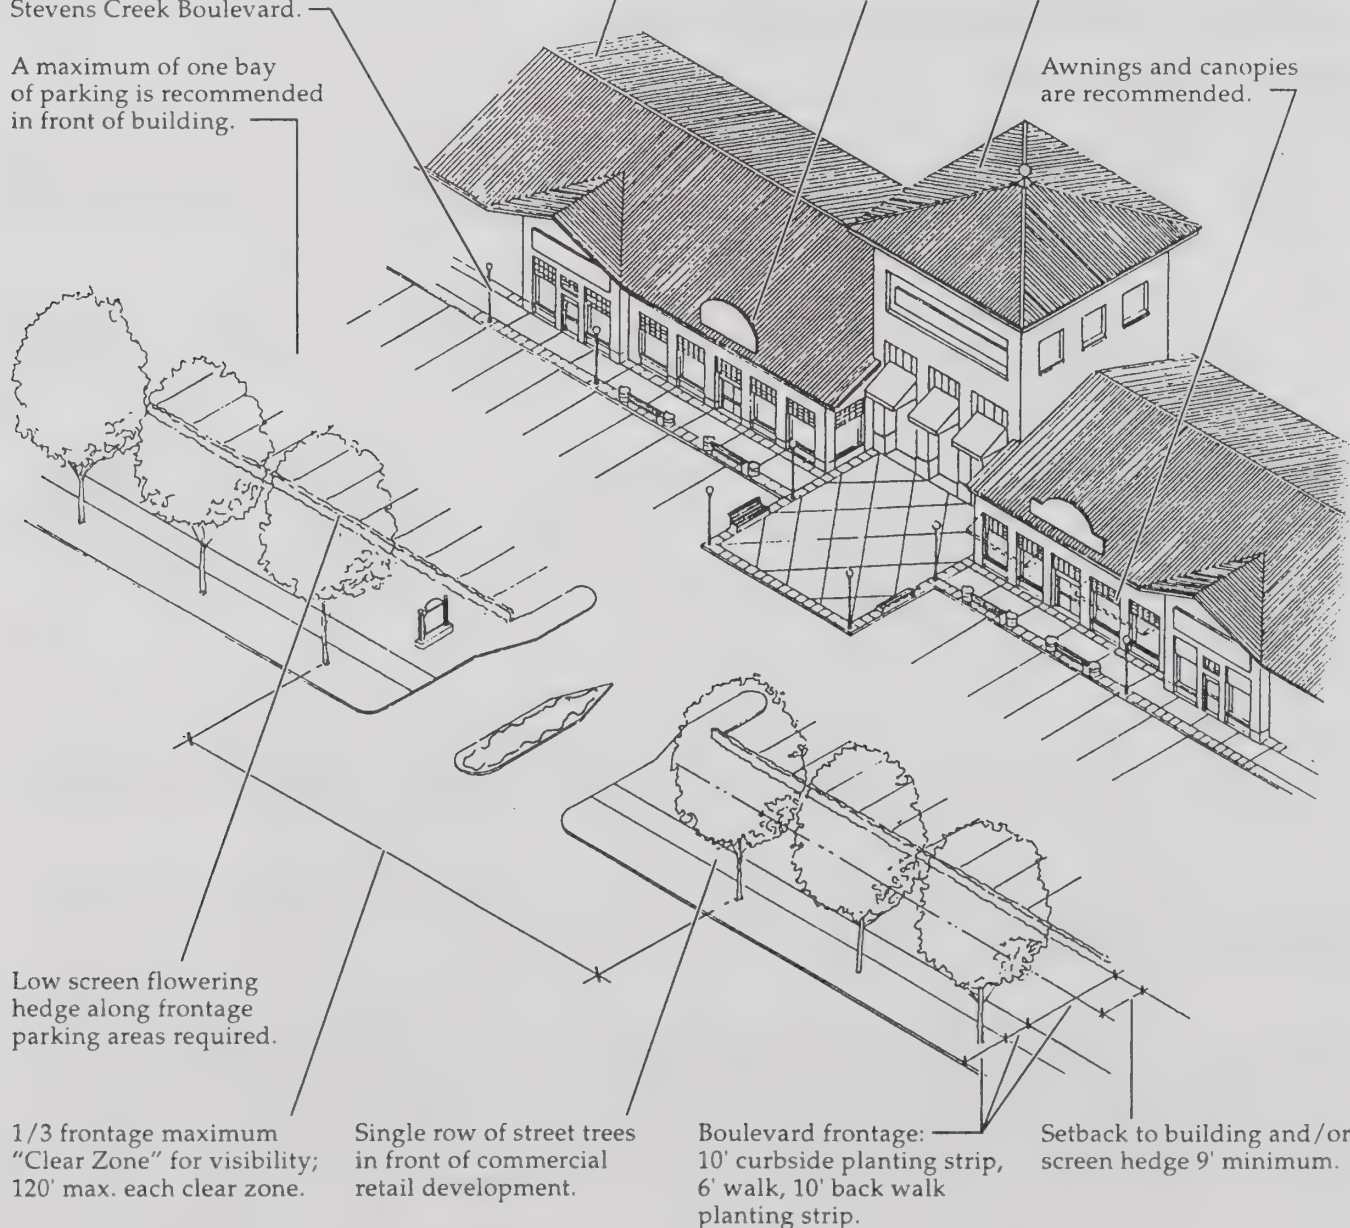 Stevens Creek Boulevard.
A maximum of one bay
of parking is recommended
in front of building.
Awnings and canopies
are recommended.
Low screen flowering
hedge along frontage
parking areas required.
1/3 frontage maximum
"Clear Zone" for visibility;
120' max. each clear zone.
Single row of street trees
in front of commercial
retail development.
Boulevard frontage:
10' curbside planting strip,
6' walk, 10' back walk
planting strip.
Setback to building and/or
screen hedge 9' minimum.